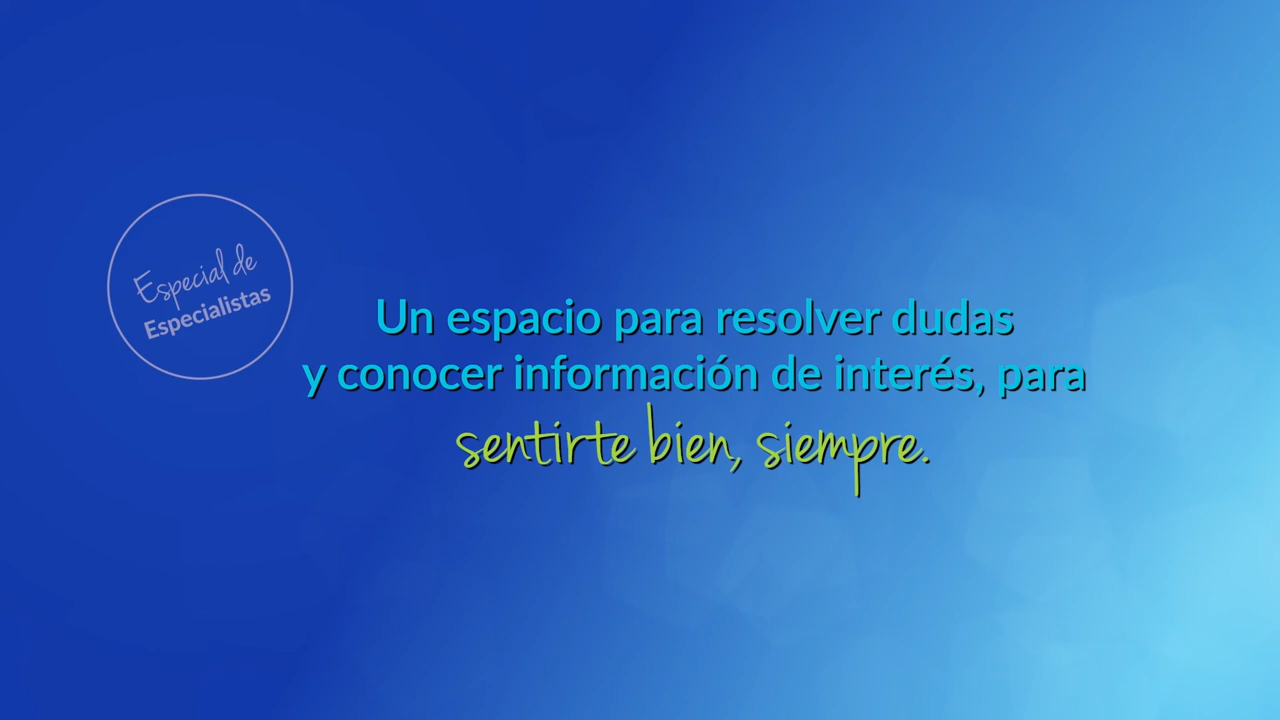 Especial de
Especialistas
Un espacio para resolver dudas
y conocer información de interés, para
sentirte bien, siempre.